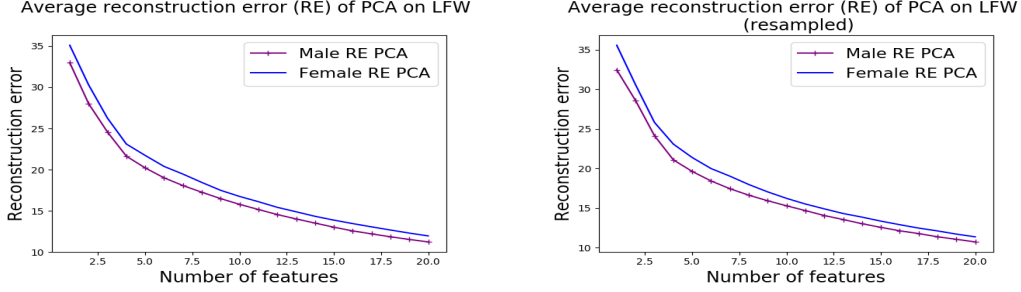 Average reconstruction error (RE) of PCA on LFW
35
30
25
20
15
10
Reconstruction error
Male RE PCA
Female RE PCA
2.5 5.0 7.5 10.0 12.5 15.0 17.5 20.0
Number of features
Average reconstruction error (RE) of PCA on LFW
(resampled)
35
30
25
20
15
10
Reconstruction error
Male RE PCA
Female RE PCA
2.5 5.0 7.5 10.0 12.5 15.0 17.5 20.0
Number of features